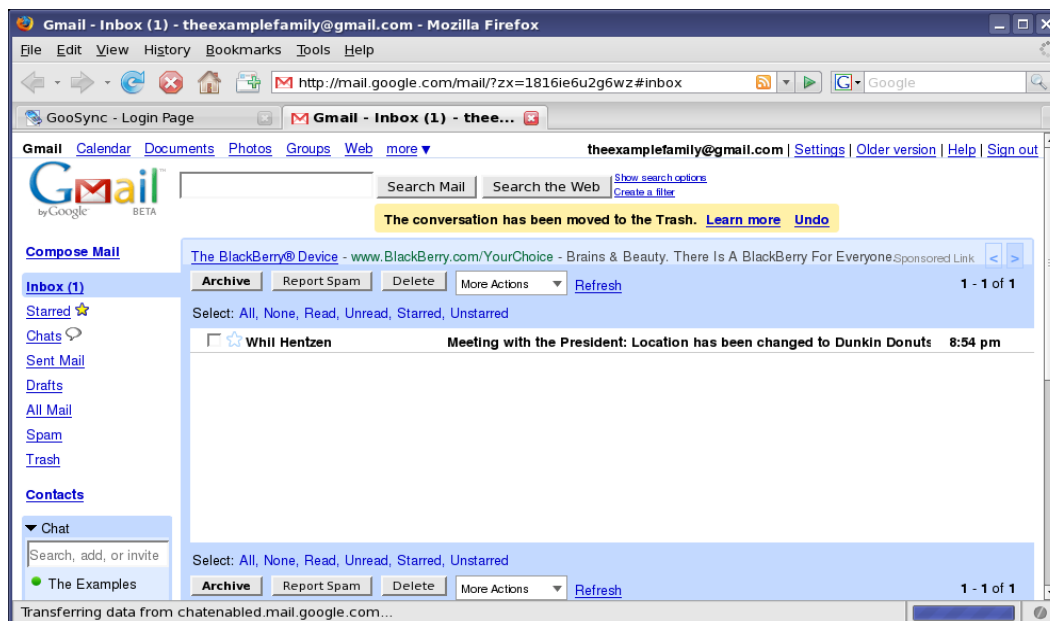 Gmail - Inbox (1) - theexamplefamily@gmail.com - Mozilla Firefox
File Edit View History Bookmarks Tools Help
http://mail.google.com/mail/?zx=1816ie6u2g6wz#inbox G Google
GooSync - Login Page Gmail - Inbox (1) - thee...
Gmail Calendar Documents Photos Groups Web more ▼ theexamplefamily@gmail.com | Settings | Older version | Help | Sign out
Gmail by Google BETA
Search Mail Search the Web Show search options
Create a filter
The conversation has been moved to the Trash. Learn more Undo
Compose Mail
The BlackBerry® Device - www.BlackBerry.com/YourChoice - Brains & Beauty. There Is A BlackBerry For Everyone. Sponsored Link < >
Inbox (1) Archive Report Spam Delete More Actions ▼ Refresh 1 - 1 of 1
Starred Select: All, None, Read, Unread, Starred, Unstarred
Chats Whil Hentzen Meeting with the President: Location has been changed to Dunkin Donuts 8:54 pm
Sent Mail
Drafts
All Mail
Spam
Trash
Contacts
▼ Chat
Search, add, or invite Select: All, None, Read, Unread, Starred, Unstarred
The Examples Archive Report Spam Delete More Actions ▼ Refresh 1 - 1 of 1
Transferring data from chatenabled.mail.google.com...